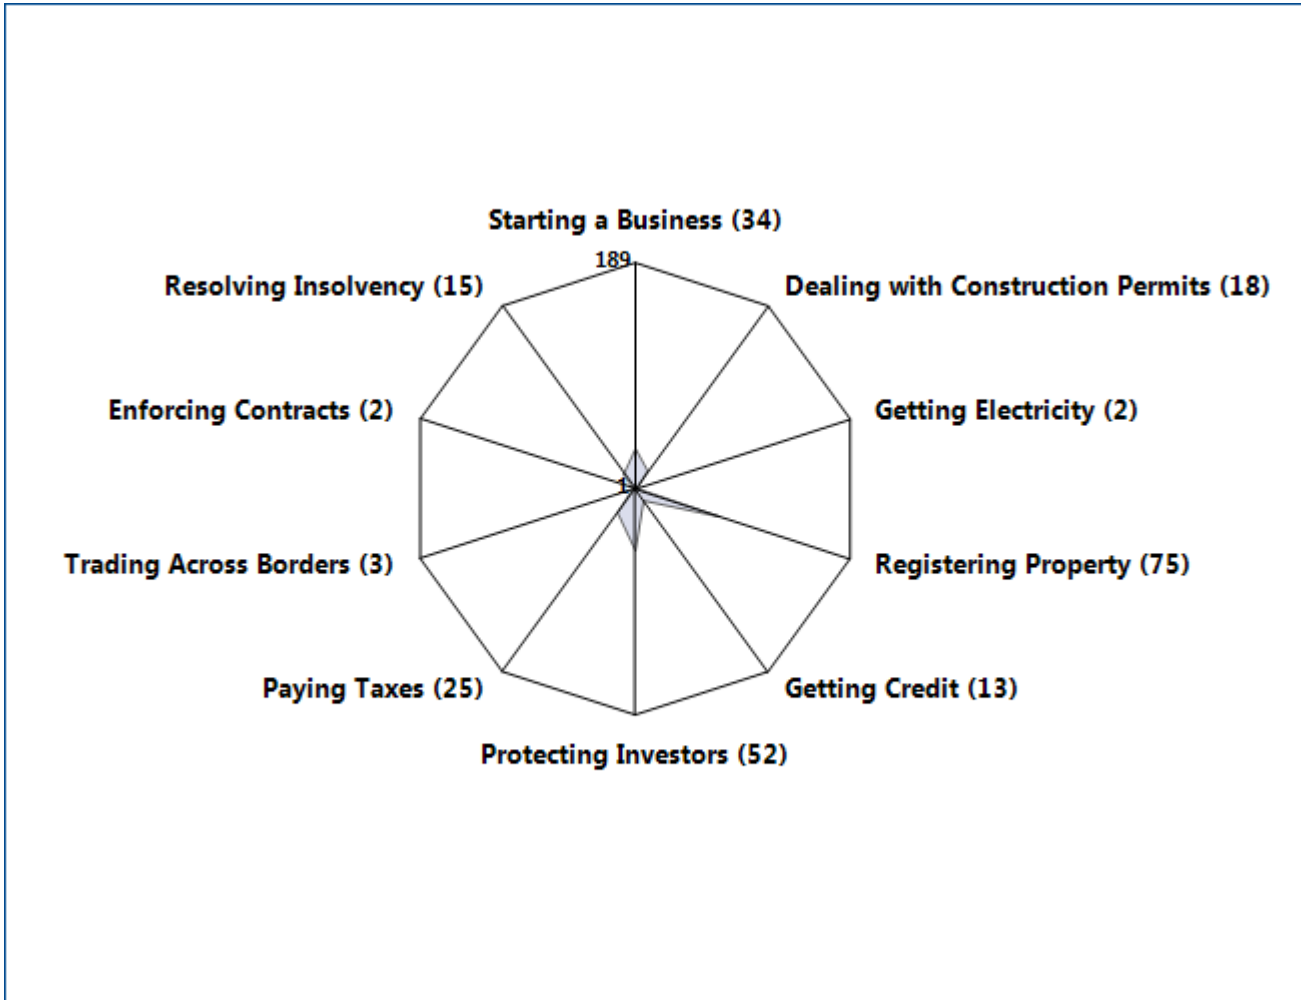 Starting a Business (34)
189
Resolving Insolvency (15)
Dealing with Construction Permits (18)
Enforcing Contracts (2)
Getting Electricity (2)
1
Trading Across Borders (3)
Registering Property (75)
Paying Taxes (25)
Getting Credit (13)
Protecting Investors (52)